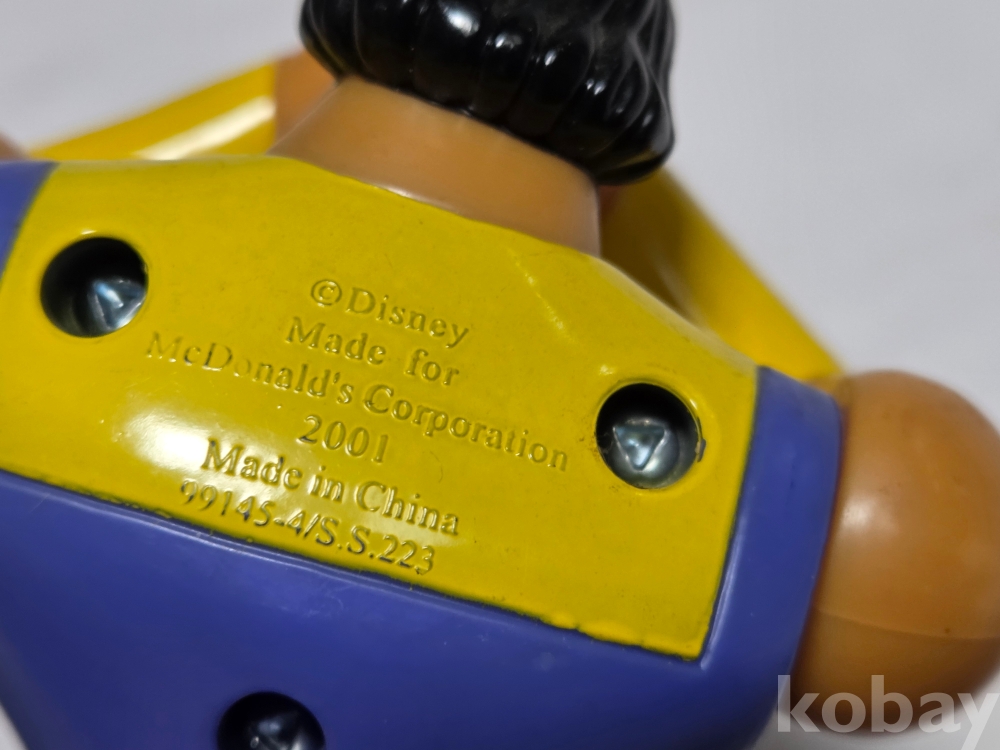 ©Disney
Made for
McDonald's Corporation
2001
Made in China
99145-4/S.S.223
kobay